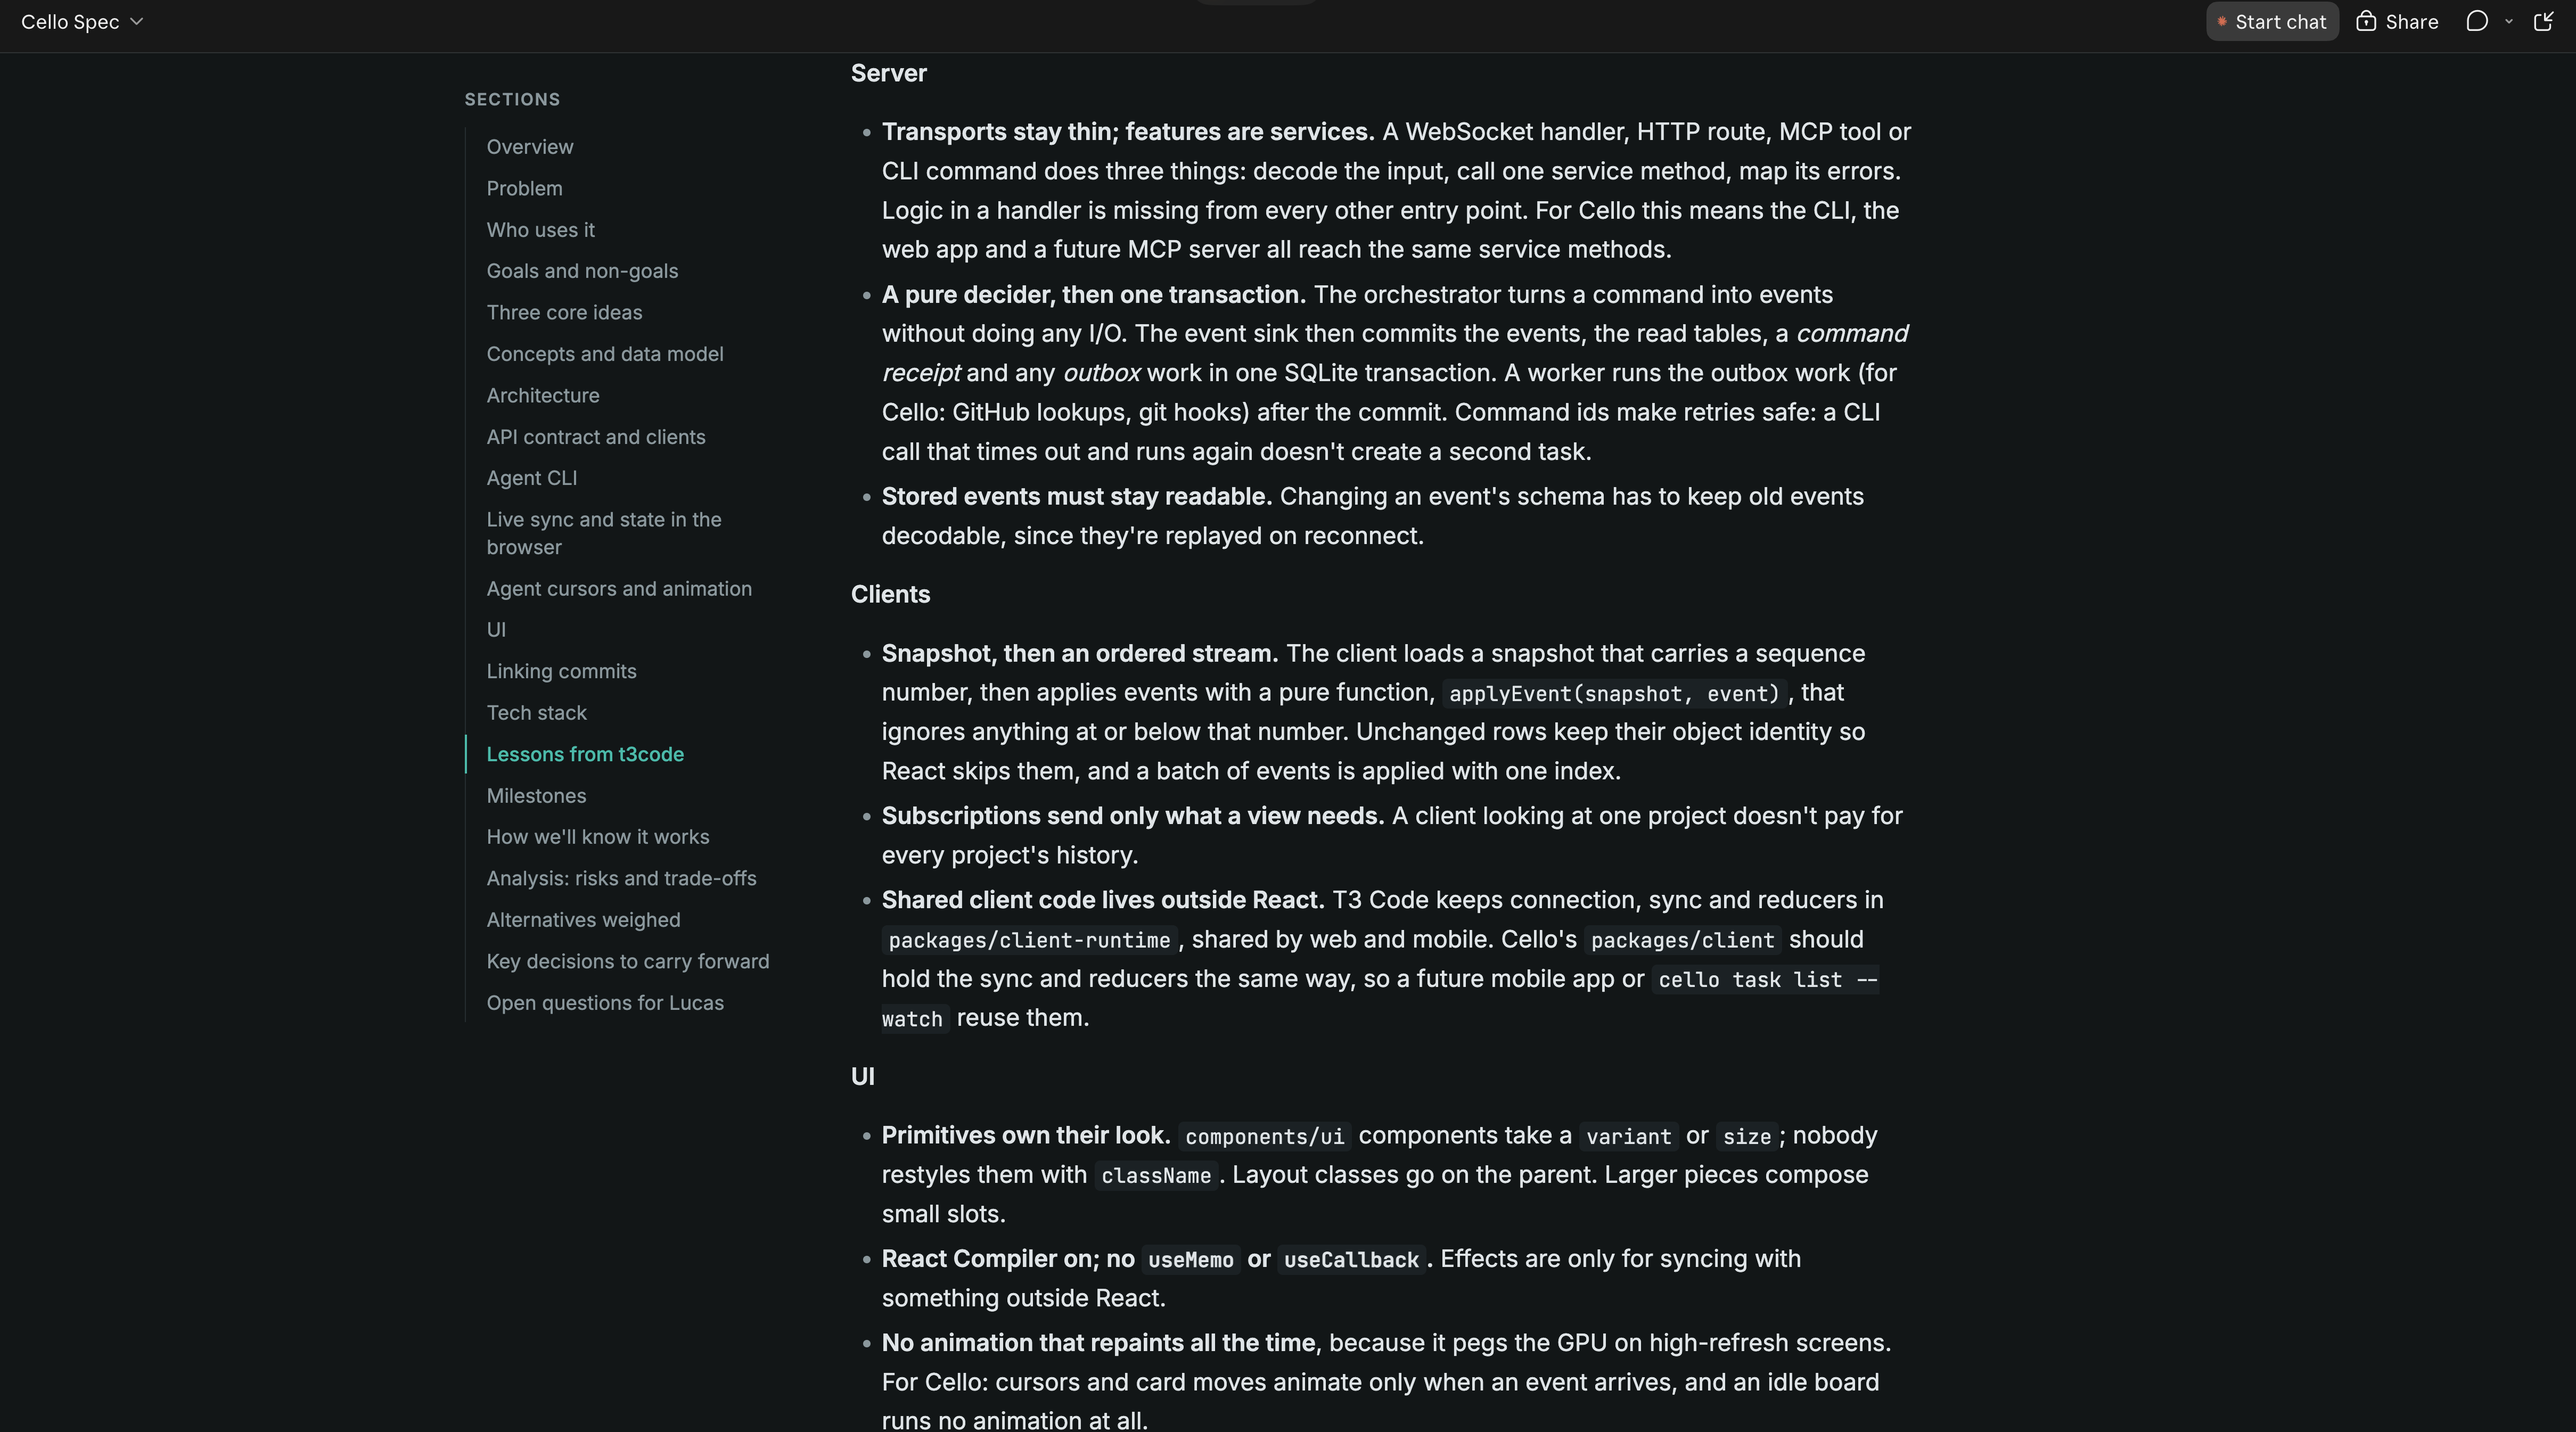 Cello Spec
Start chat
Share
SECTIONS
Overview
Problem
Who uses it
Goals and non-goals
Three core ideas
Concepts and data model
Architecture
API contract and clients
Agent CLI
Live sync and state in the
browser
Agent cursors and animation
UI
Linking commits
Tech stack
Lessons from t3code
Milestones
How we'll know it works
Analysis: risks and trade-offs
Alternatives weighed
Key decisions to carry forward
Open questions for Lucas
Server
• Transports stay thin; features are services. A WebSocket handler, HTTP route, MCP tool or
CLI command does three things: decode the input, call one service method, map its errors.
Logic in a handler is missing from every other entry point. For Cello this means the CLI, the
web app and a future MCP server all reach the same service methods.
• A pure decider, then one transaction. The orchestrator turns a command into events
without doing any I/O. The event sink then commits the events, the read tables, a command
receipt and any outbox work in one SQLite transaction. A worker runs the outbox work (for
Cello: GitHub lookups, git hooks) after the commit. Command ids make retries safe: a CLI
call that times out and runs again doesn't create a second task.
• Stored events must stay readable. Changing an event's schema has to keep old events
decodable, since they're replayed on reconnect.
Clients
• Snapshot, then an ordered stream. The client loads a snapshot that carries a sequence
number, then applies events with a pure function, applyEvent(snapshot, event), that
ignores anything at or below that number. Unchanged rows keep their object identity so
React skips them, and a batch of events is applied with one index.
• Subscriptions send only what a view needs. A client looking at one project doesn't pay for
every project's history.
• Shared client code lives outside React. T3 Code keeps connection, sync and reducers in
packages/client-runtime, shared by web and mobile. Cello's packages/client should
hold the sync and reducers the same way, so a future mobile app or cello task list --
watch reuse them.
UI
• Primitives own their look. components/ui components take a variant or size; nobody
restyles them with className. Layout classes go on the parent. Larger pieces compose
small slots.
• React Compiler on; no useMemo or useCallback. Effects are only for syncing with
something outside React.
• No animation that repaints all the time, because it pegs the GPU on high-refresh screens.
For Cello: cursors and card moves animate only when an event arrives, and an idle board
runs no animation at all.